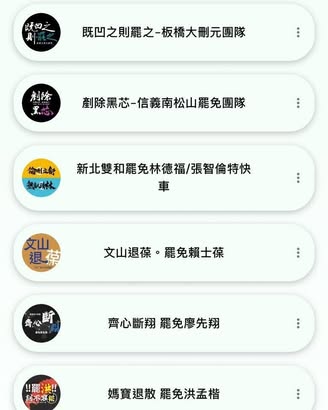 既凹之則罷之–板橋大刪元團隊
剷除黑芯–信義南松山罷免團隊
新北雙和罷免林德福/張智倫特快
車
文山退葆。罷免賴士葆
文山
退葆
齊心斷翔 罷免廖先翔
媽寶退散 罷免洪孟楷